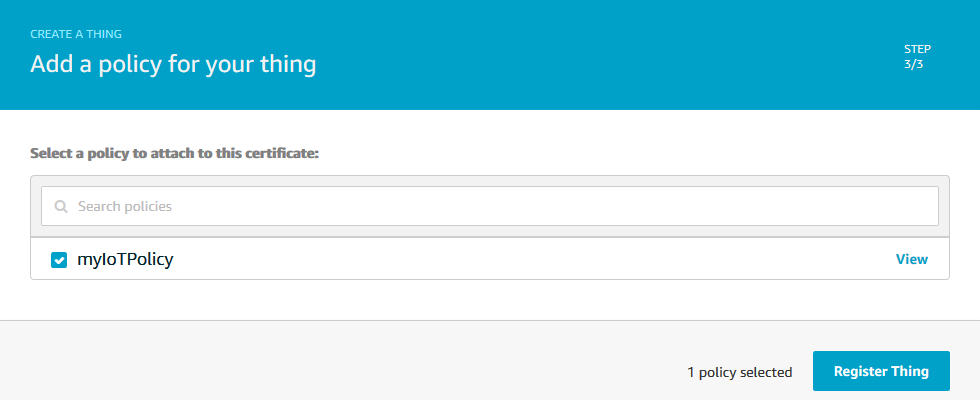 CREATE A THING
Add a policy for your thing
STEP
3/3
Select a policy to attach to this certificate:
Search policies
myIoTPolicy
View
1 policy selected
Register Thing